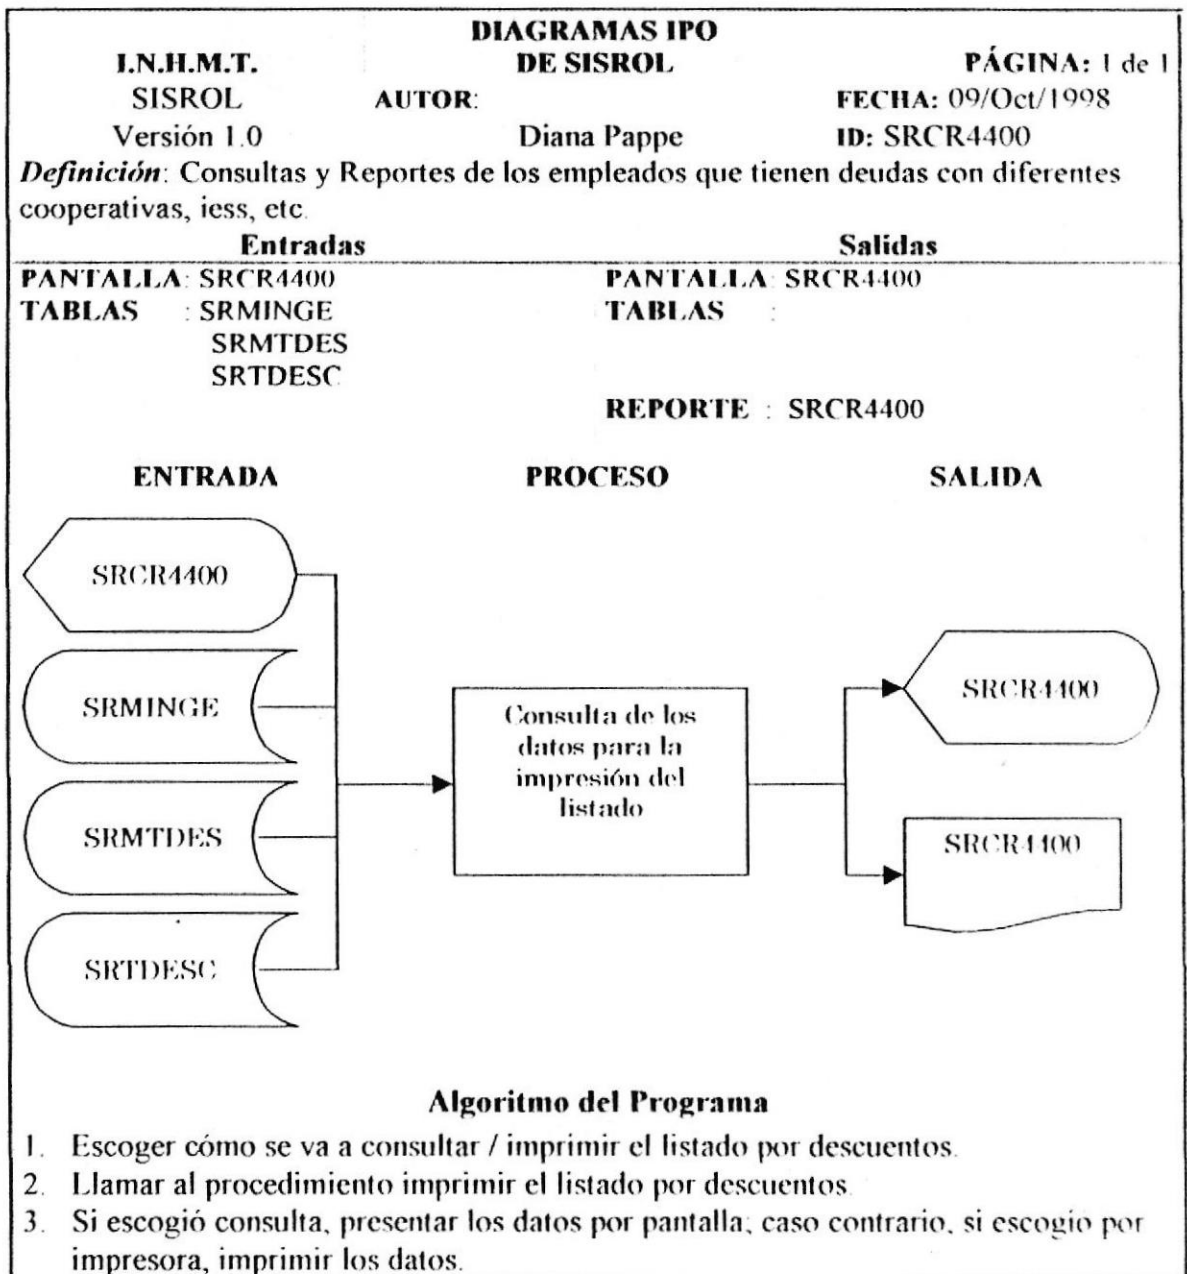 DIAGRAMAS IPO
I.N.H.M.T. DE SISROL PÁGINA: 1 de 1
SISROL AUTOR: FECHA: 09/Oct/1998
Versión 1.0 Diana Pappe ID: SRCR4400
Definición: Consultas y Reportes de los empleados que tienen deudas con diferentes
cooperativas, iess, etc.
Entradas Salidas
PANTALLA: SRCR4400 PANTALLA: SRCR4400
TABLAS : SRMINGE TABLAS :
SRMTDES
SRTDESC
REPORTE : SRCR4400
ENTRADA PROCESO SALIDA
SRCR4400
SRMINGE
SRMTDES
SRTDESC
Consulta de los
datos para la
impresión del
listado
SRCR4400
SRCR4400
Algoritmo del Programa
1. Escoger cómo se va a consultar / imprimir el listado por descuentos.
2. Llamar al procedimiento imprimir el listado por descuentos.
3. Si escogió consulta, presentar los datos por pantalla; caso contrario, si escogio por
impresora, imprimir los datos.